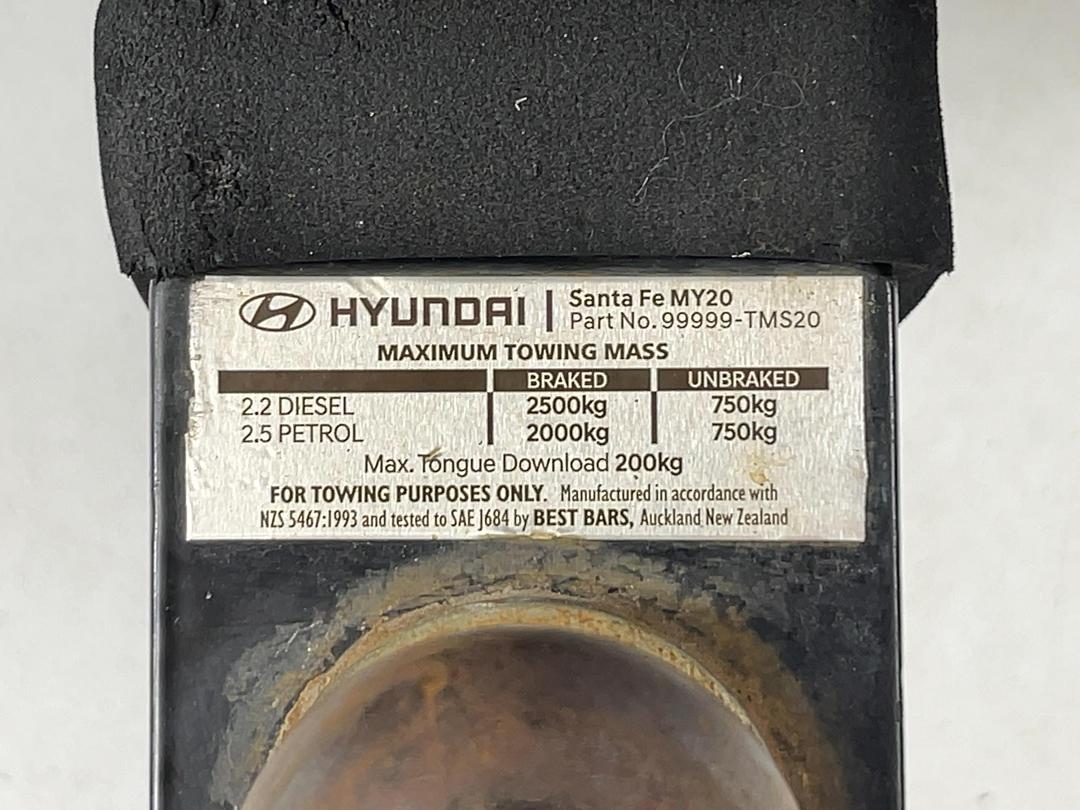 HYUNDAI
Santa Fe MY20
Part No. 99999-TMS20
MAXIMUM TOWING MASS
BRAKED UNBRAKED
2.2 DIESEL 2500kg 750kg
2.5 PETROL 2000kg 750kg
Max. Tongue Download 200kg
FOR TOWING PURPOSES ONLY. Manufactured in accordance with
NZS 5467:1993 and tested to SAE J684 by BEST BARS, Auckland New Zealand